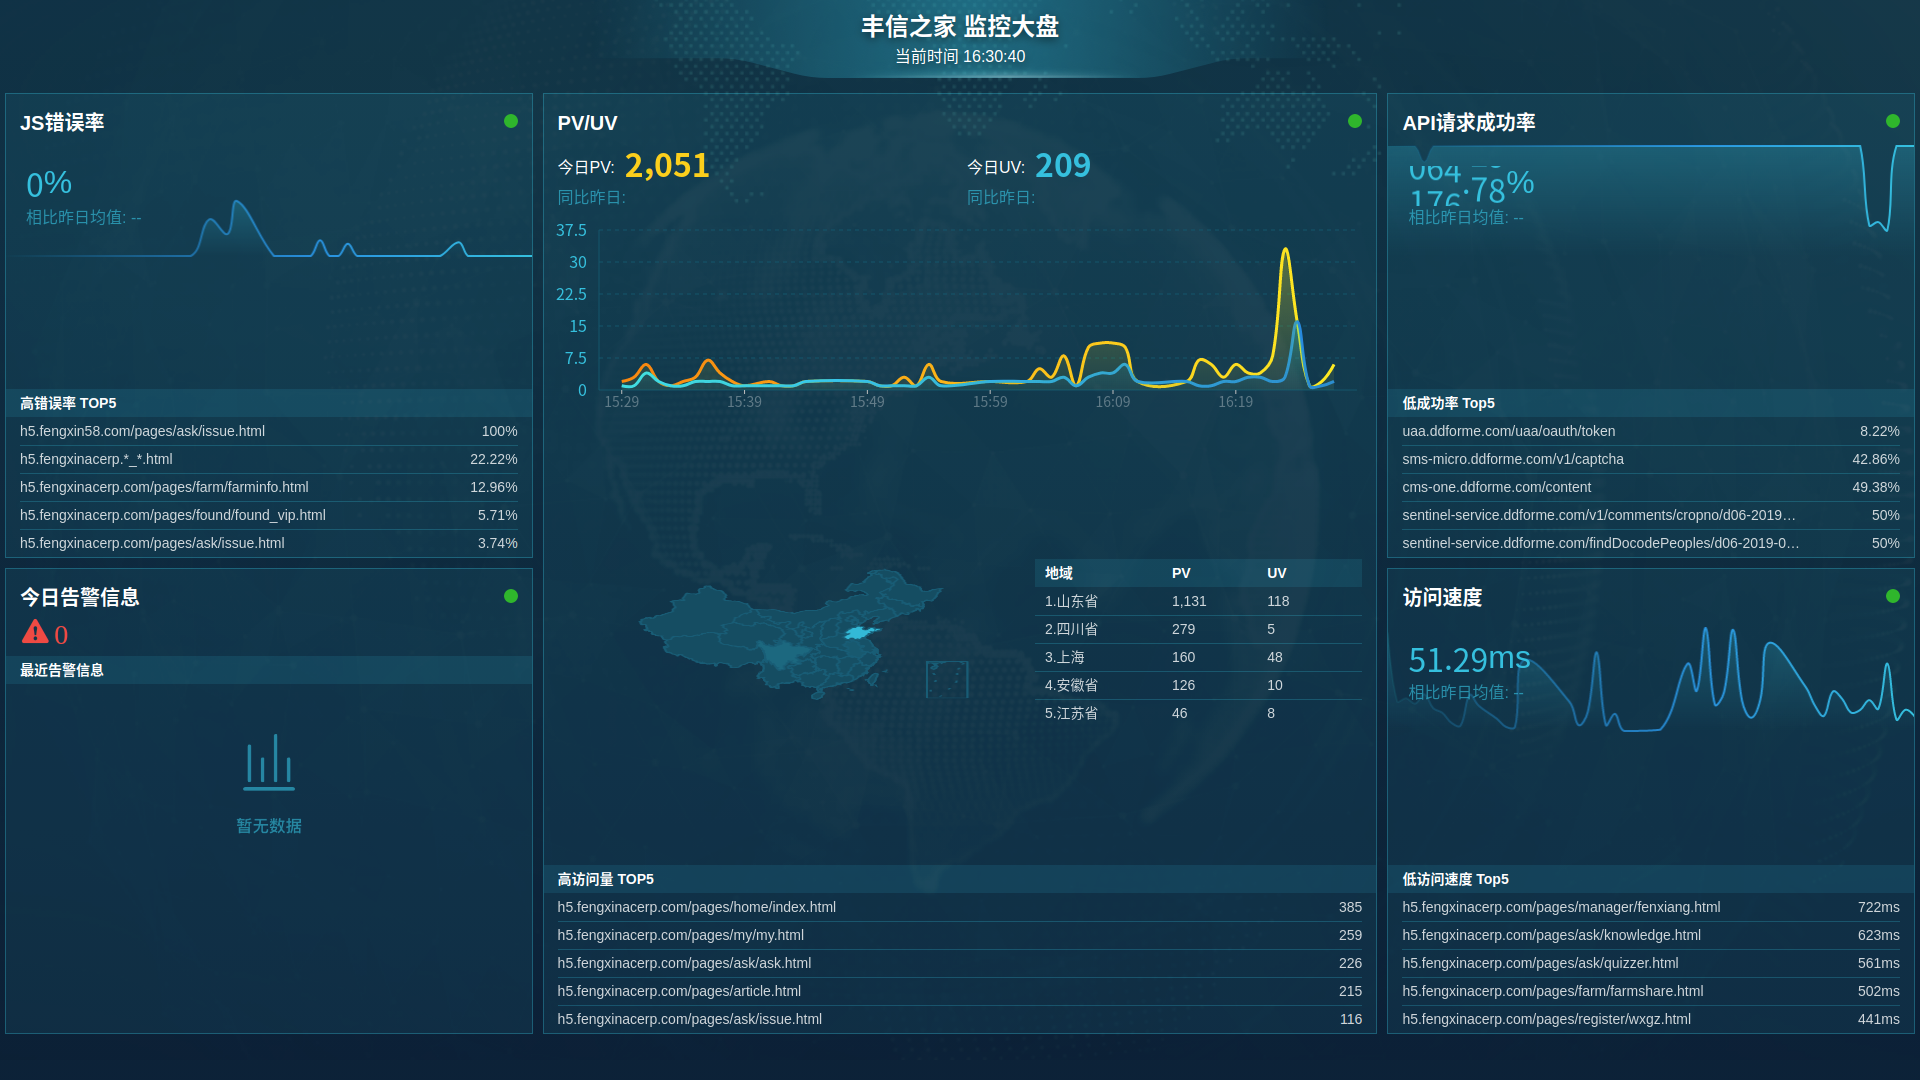 丰信之家 监控大盘
当前时间 16:30:40
JS错误率
0%
相比昨日均值: --
高错误率 TOP5
h5.fengxin58.com/pages/ask/issue.html 100%
h5.fengxinacerp.*_*.html 22.22%
h5.fengxinacerp.com/pages/farm/farminfo.html 12.96%
h5.fengxinacerp.com/pages/found/found_vip.html 5.71%
h5.fengxinacerp.com/pages/ask/issue.html 3.74%
今日告警信息
0
最近告警信息
暂无数据
PV/UV
今日PV: 2,051
同比昨日:
今日UV: 209
同比昨日:
37.5
30
22.5
15
7.5
0
15:29 15:39 15:49 15:59 16:09 16:19
地域 PV UV
1.山东省 1,131 118
2.四川省 279 5
3.上海 160 48
4.安徽省 126 10
5.江苏省 46 8
高访问量 TOP5
h5.fengxinacerp.com/pages/home/index.html 385
h5.fengxinacerp.com/pages/my/my.html 259
h5.fengxinacerp.com/pages/ask/ask.html 226
h5.fengxinacerp.com/pages/article.html 215
h5.fengxinacerp.com/pages/ask/issue.html 116
API请求成功率
.78%
相比昨日均值: --
低成功率 Top5
uaa.ddforme.com/uaa/oauth/token 8.22%
sms-micro.ddforme.com/v1/captcha 42.86%
cms-one.ddforme.com/content 49.38%
sentinel-service.ddforme.com/v1/comments/cropno/d06-2019… 50%
sentinel-service.ddforme.com/findDocodePeoples/d06-2019-0… 50%
访问速度
51.29ms
相比昨日均值: --
低访问速度 Top5
h5.fengxinacerp.com/pages/manager/fenxiang.html 722ms
h5.fengxinacerp.com/pages/ask/knowledge.html 623ms
h5.fengxinacerp.com/pages/ask/quizzer.html 561ms
h5.fengxinacerp.com/pages/farm/farmshare.html 502ms
h5.fengxinacerp.com/pages/register/wxgz.html 441ms